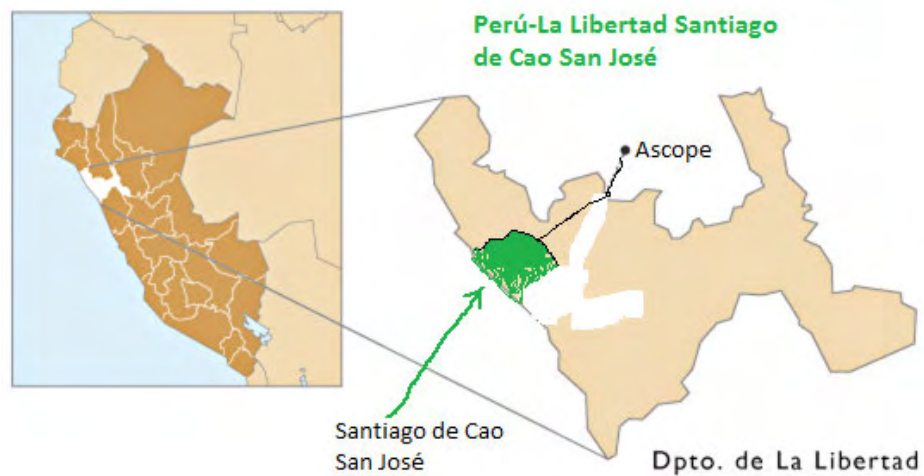 Perú-La Libertad Santiago
de Cao San José
Ascope
Santiago de Cao
San José
Dpto. de La Libertad